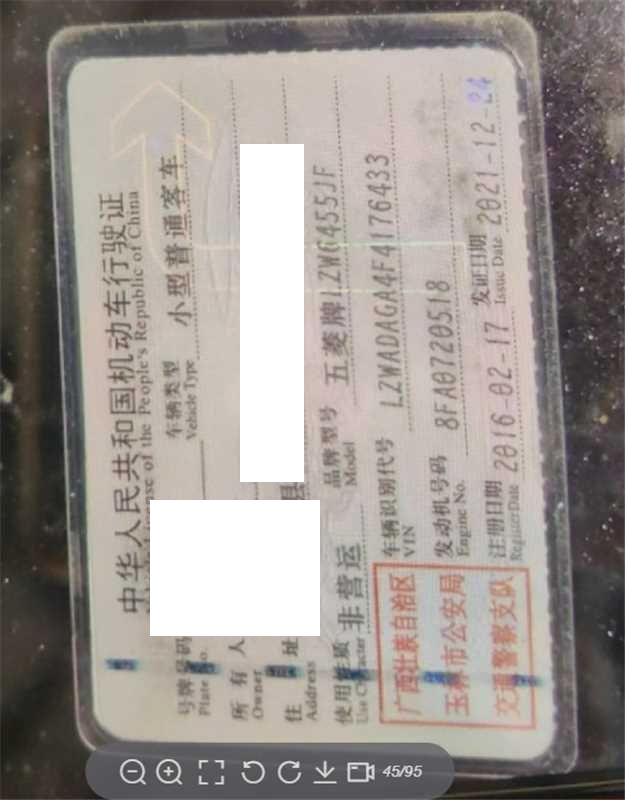 中华人民共和国机动车行驶证
of the People's Republic of China
号牌号码
Plate No.
车辆类型 小型普通客车
Vehicle Type
所有人
Owner
住址
Address
县
使用性质 非营运
Use Character
品牌型号 五菱牌LZW6455JF
Model
车辆识别代号 LZWADAGA4F4176433
VIN
发动机号码 8FA0720518
Engine No.
注册日期 2016-02-17
Register Date
发证日期 2021-12-24
Issue Date
广西壮族自治区
玉林市公安局
交通警察支队
45/95